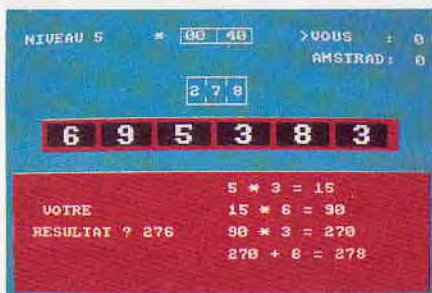 NIVEAU 5 * 00 40 >VOUS : 0
AMSTRAD: 0
2 7 8
6 9 5 3 8 3
5 * 3 = 15
VOTRE 15 * 6 = 90
RESULTAT ? 276 90 * 3 = 270
270 + 8 = 278